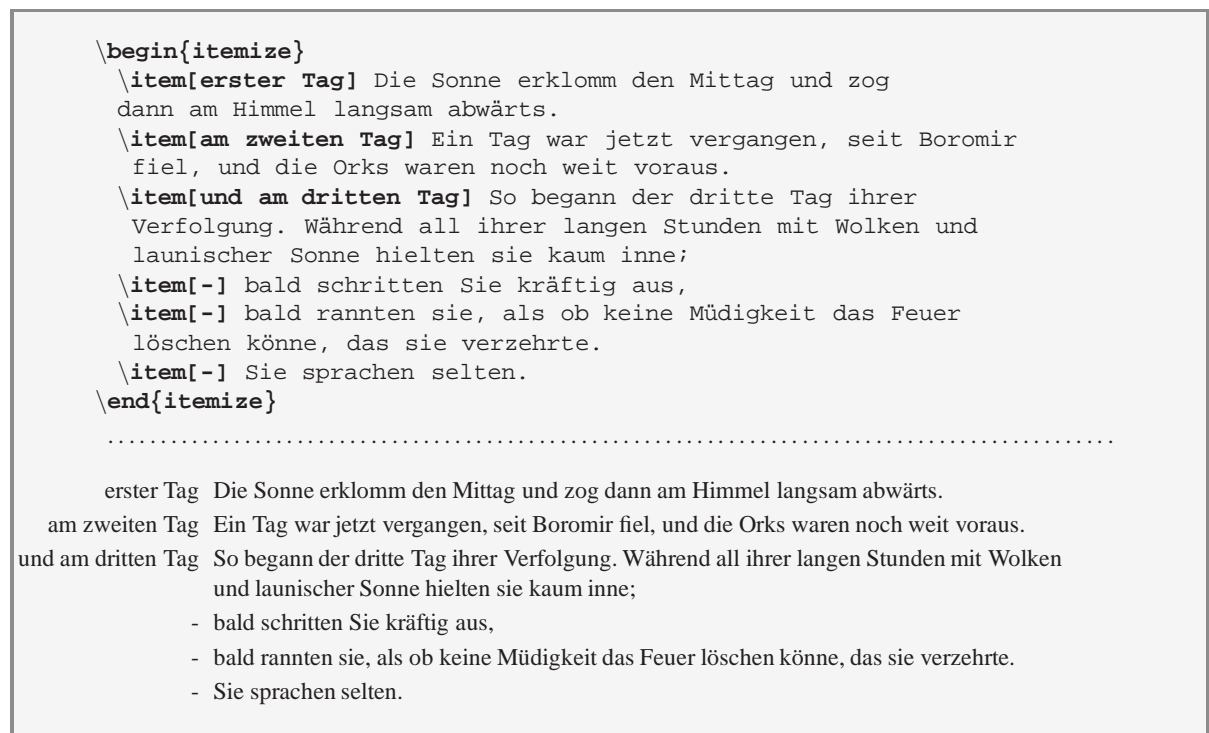 \begin{itemize}
\item[erster Tag] Die Sonne erklomm den Mittag und zog
dann am Himmel langsam abwärts.
\item[am zweiten Tag] Ein Tag war jetzt vergangen, seit Boromir
fiel, und die Orks waren noch weit voraus.
\item[und am dritten Tag] So begann der dritte Tag ihrer
Verfolgung. Während all ihrer langen Stunden mit Wolken und
launischer Sonne hielten sie kaum inne;
\item[-] bald schritten Sie kräftig aus,
\item[-] bald rannten sie, als ob keine Müdigkeit das Feuer
löschen könne, das sie verzehrte.
\item[-] Sie sprachen selten.
\end{itemize}
erster Tag Die Sonne erklomm den Mittag und zog dann am Himmel langsam abwärts.
am zweiten Tag Ein Tag war jetzt vergangen, seit Boromir fiel, und die Orks waren noch weit voraus.
und am dritten Tag So begann der dritte Tag ihrer Verfolgung. Während all ihrer langen Stunden mit Wolken
und launischer Sonne hielten sie kaum inne;
- bald schritten Sie kräftig aus,
- bald rannten sie, als ob keine Müdigkeit das Feuer löschen könne, das sie verzehrte.
- Sie sprachen selten.